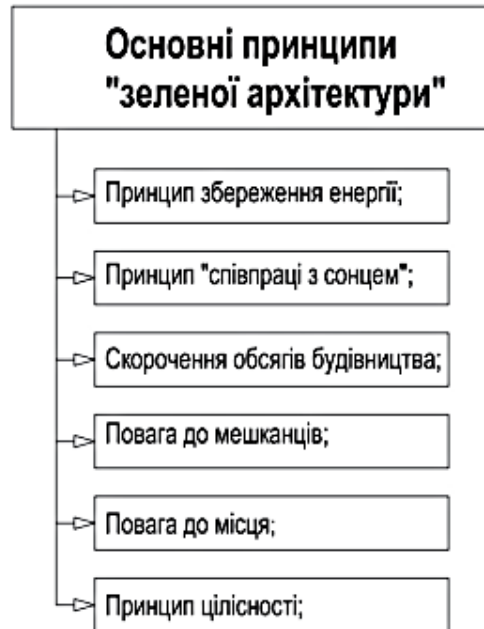 Основні принципи
"зеленої архітектури"
Принцип збереження енергії;
Принцип "співпраці з сонцем";
Скорочення обсягів будівництва;
Повага до мешканців;
Повага до місця;
Принцип цілісності;